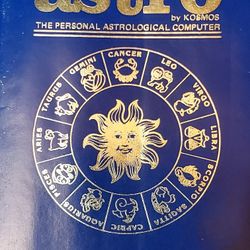 astro
by KOSMOS
THE PERSONAL ASTROLOGICAL COMPUTER
CANCER
LEO
VIRGO
LIBRA
SCORPIO
SAGITTA
CAPRIC
AQUARIUS
PISCES
ARIES
TAURUS
GEMINI